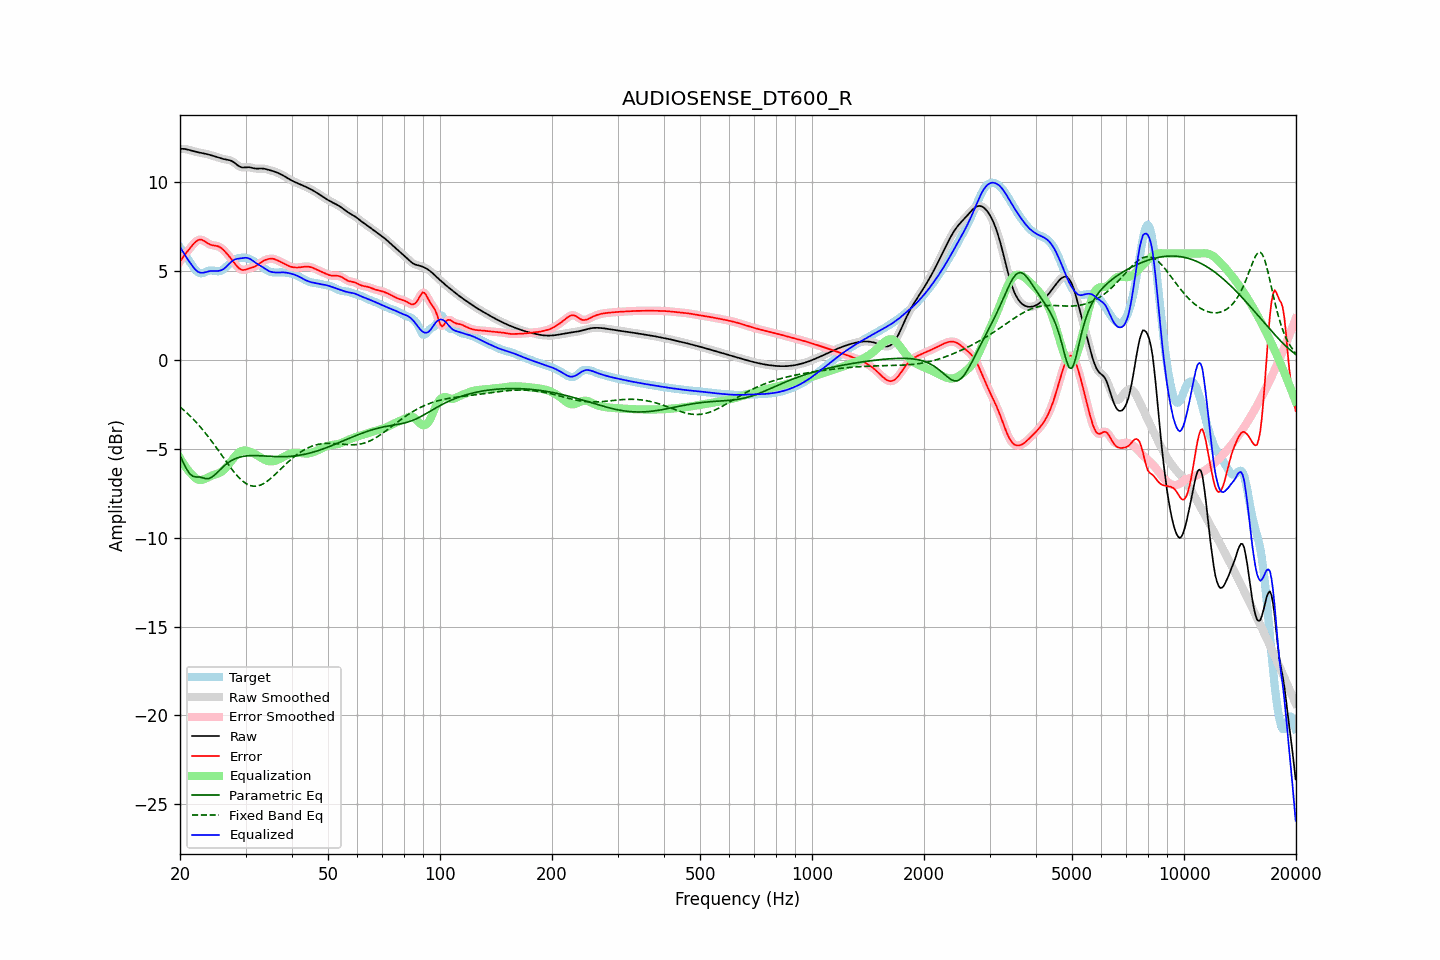 AUDIOSENSE_DT600_R
Amplitude (dBr)
10
5
0
−5
−10
−15
−20
−25
Target
Raw Smoothed
Error Smoothed
Raw
Error
Equalization
Parametric Eq
Fixed Band Eq
Equalized
20 50 100 200 500 1000 2000 5000 10000 20000
Frequency (Hz)